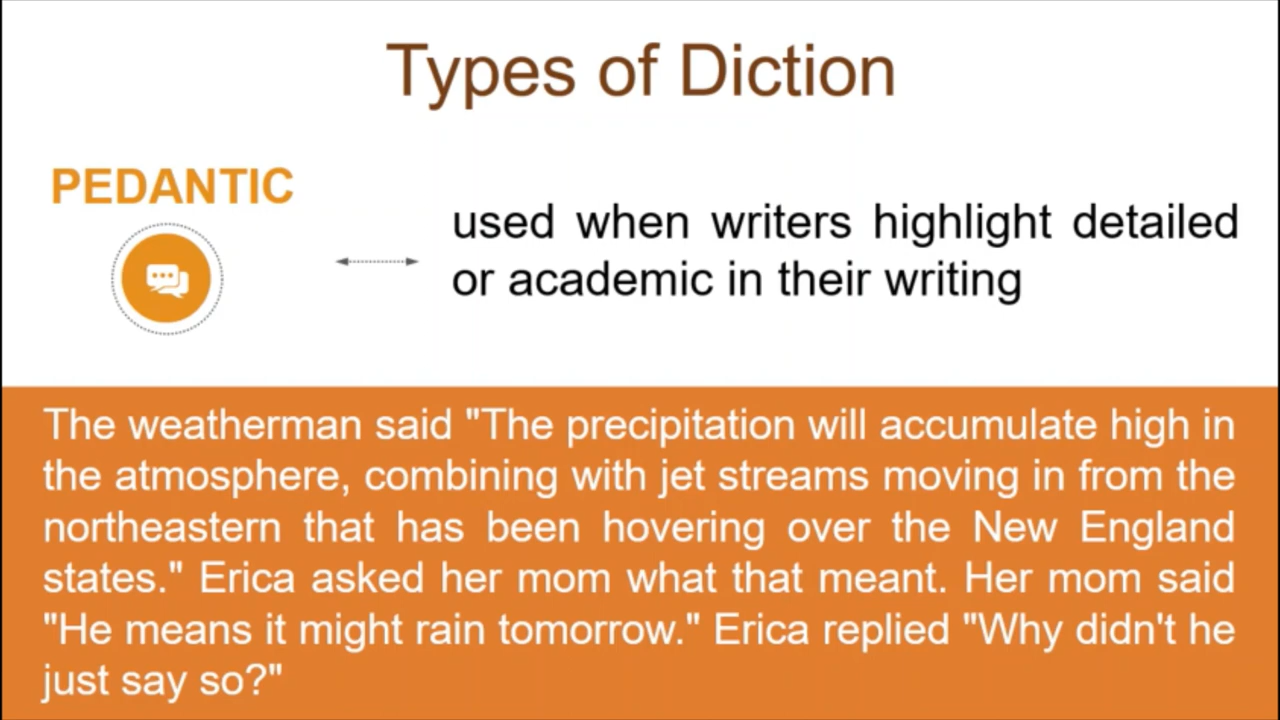 Types of Diction
PEDANTIC
used when writers highlight detailed
or academic in their writing
The weatherman said "The precipitation will accumulate high in
the atmosphere, combining with jet streams moving in from the
northeastern that has been hovering over the New England
states." Erica asked her mom what that meant. Her mom said
"He means it might rain tomorrow." Erica replied "Why didn't he
just say so?"